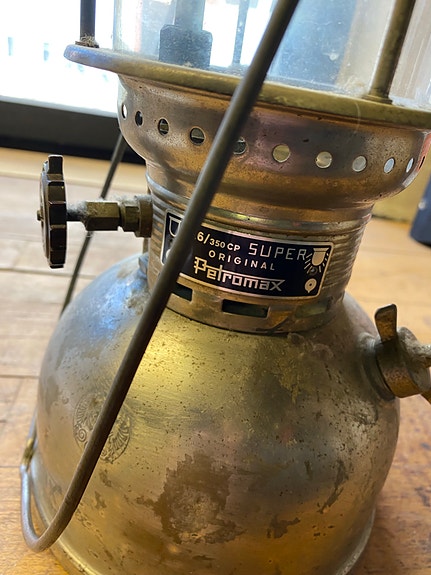 6/350 CP SUPER
ORIGINAL
Petromax